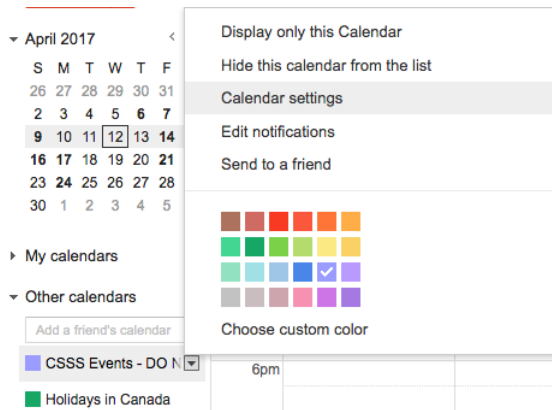 April 2017 <
S M T W T F
26 27 28 29 30 31
2 3 4 5 6 7
9 10 11 12 13 14
16 17 18 19 20 21
23 24 25 26 27 28
30 1 2 3 4 5
My calendars
Other calendars
Add a friend's calendar
CSSS Events - DO N
Holidays in Canada
Display only this Calendar
Hide this calendar from the list
Calendar settings
Edit notifications
Send to a friend
Choose custom color
6pm